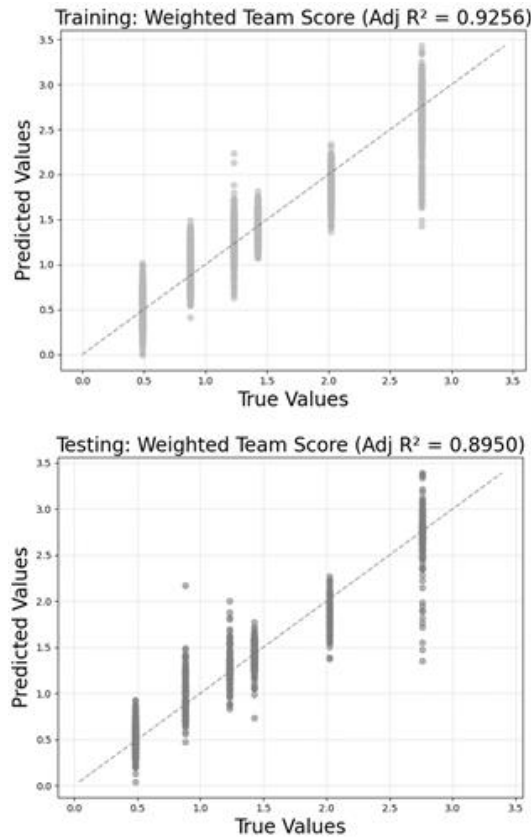 Training: Weighted Team Score (Adj R² = 0.9256)
3.5
3.0
2.5
2.0
1.5
1.0
0.5
0.0
Predicted Values
0.0 0.5 1.0 1.5 2.0 2.5 3.0 3.5
True Values
Testing: Weighted Team Score (Adj R² = 0.8950)
3.5
3.0
2.5
2.0
1.5
1.0
0.5
0.0
Predicted Values
0.0 0.5 1.0 1.5 2.0 2.5 3.0 3.5
True Values